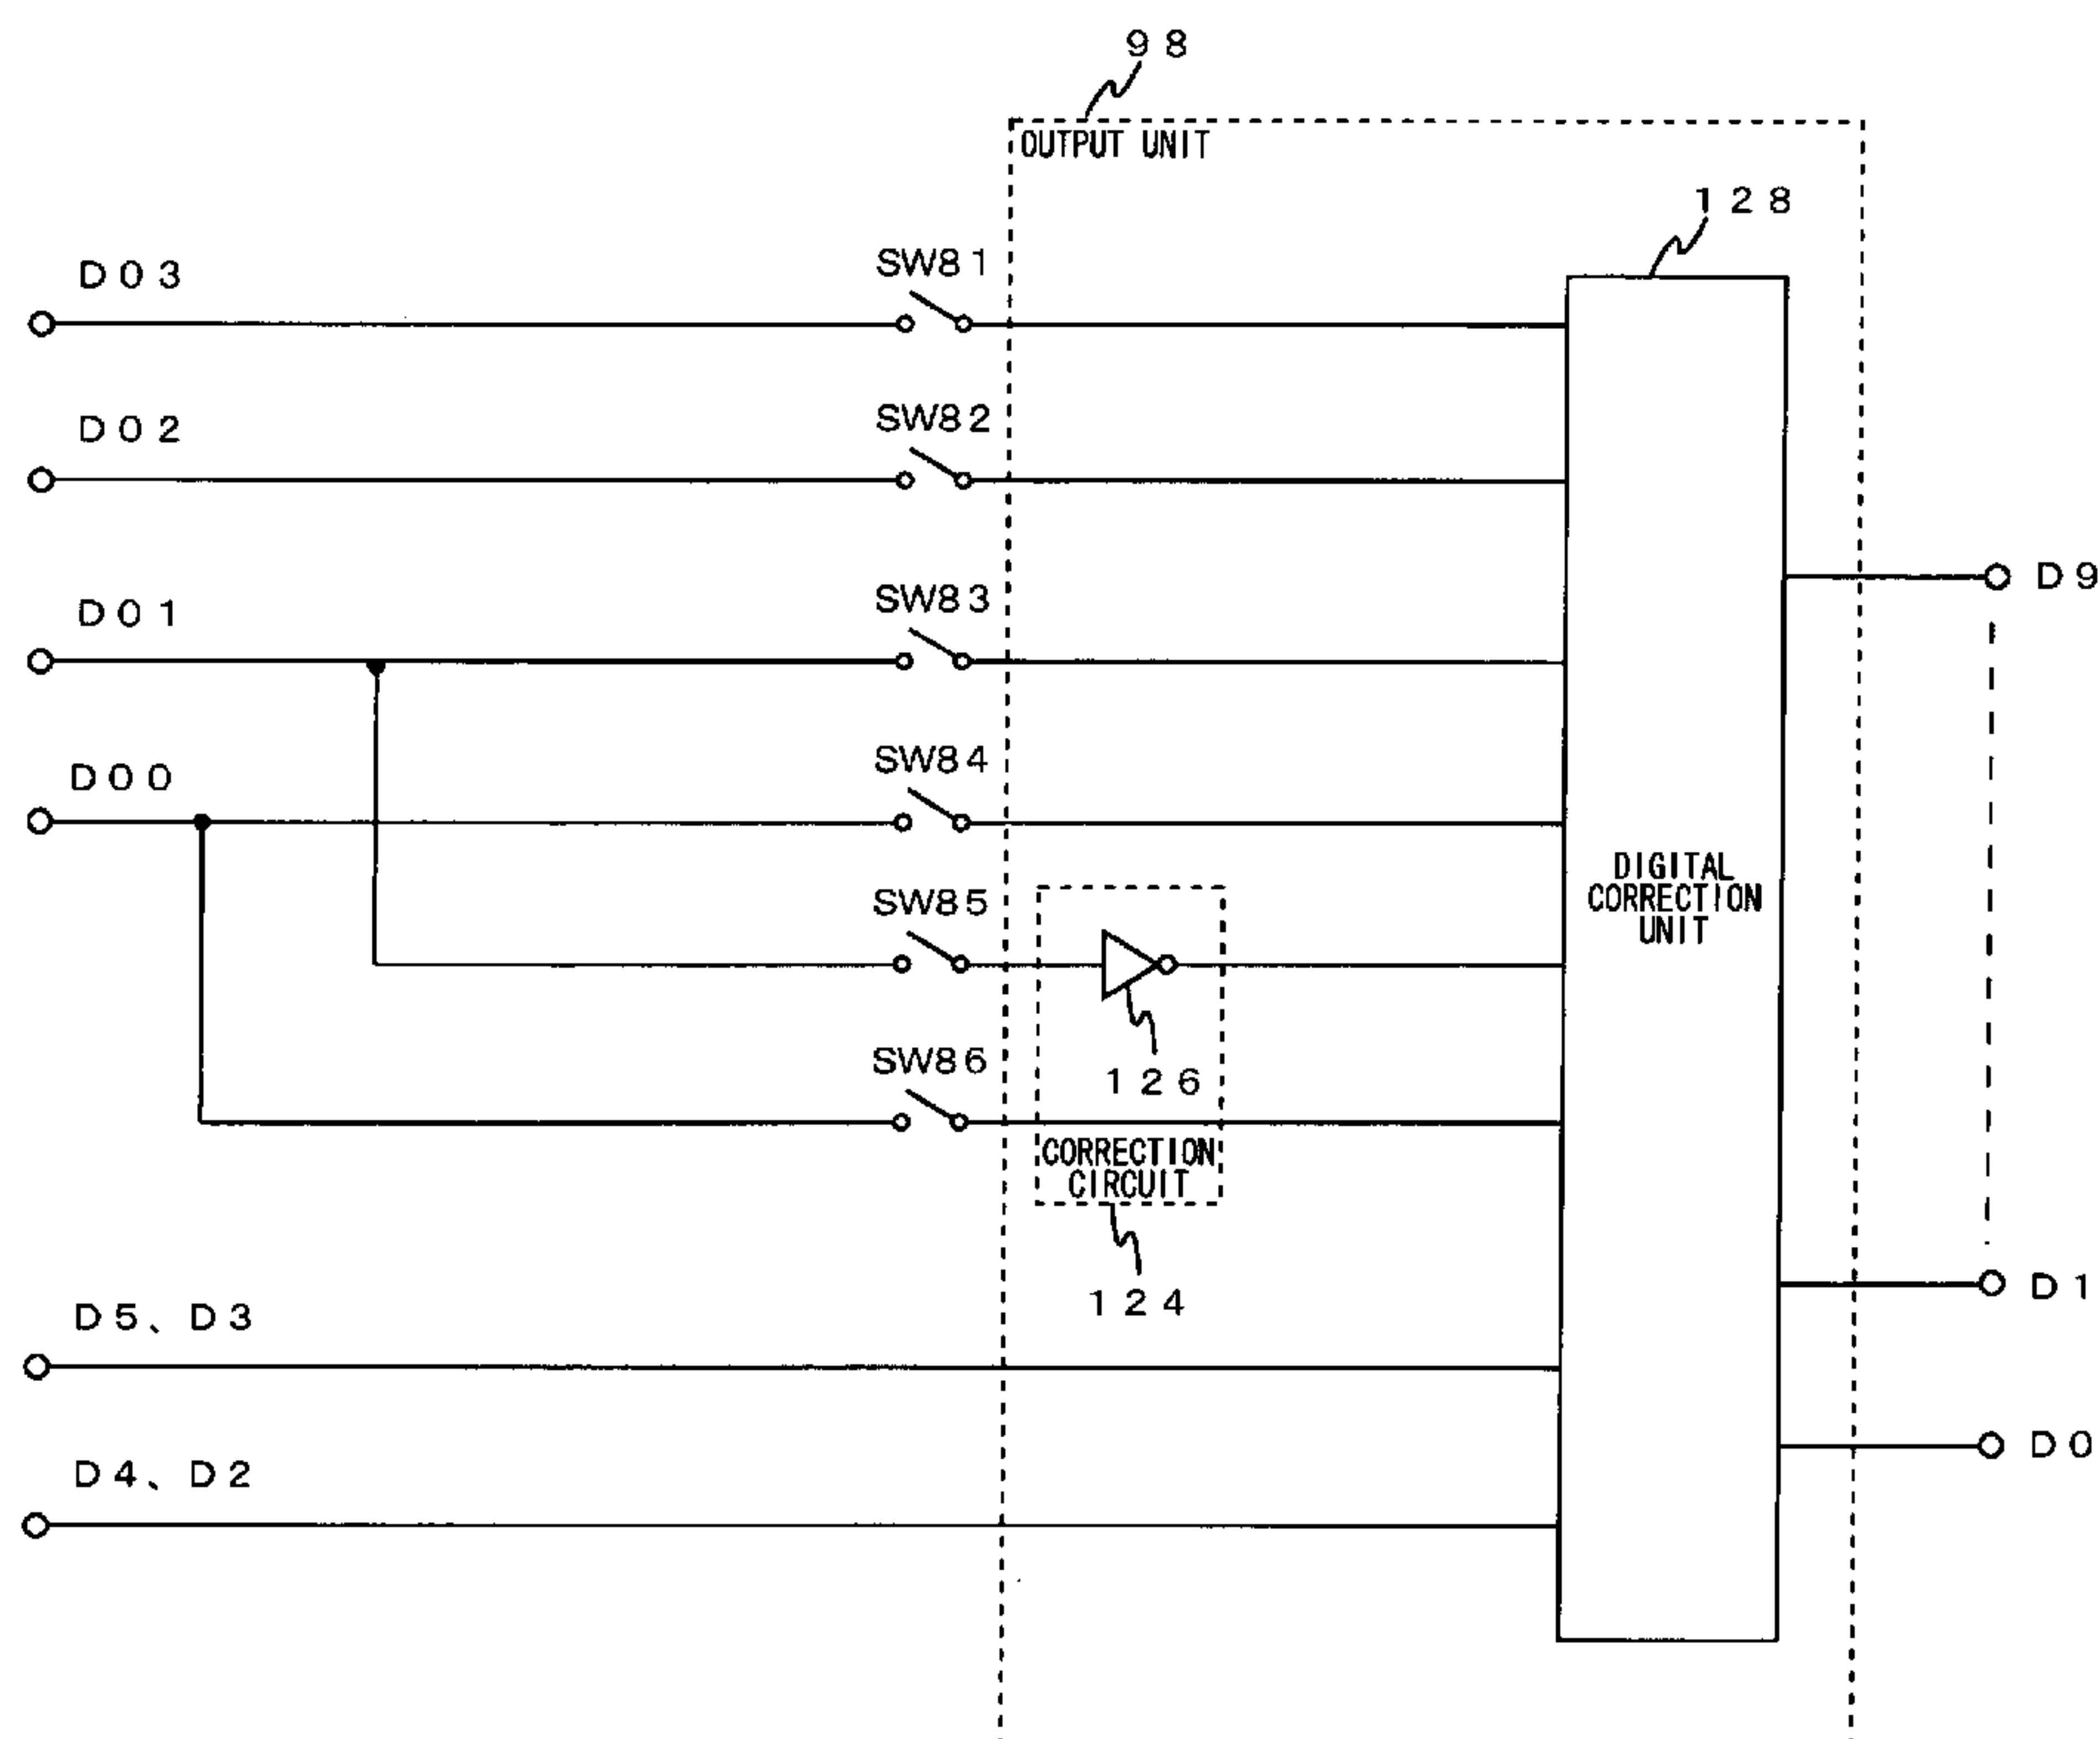 98
OUTPUT UNIT
128
D03
SW81
D02
SW82
D9
D01
SW83
D00
SW84
DIGITAL
CORRECTION
UNIT
SW85
126
SW86
CORRECTION
CIRCUIT
124
D1
D5、D3
D0
D4、D2